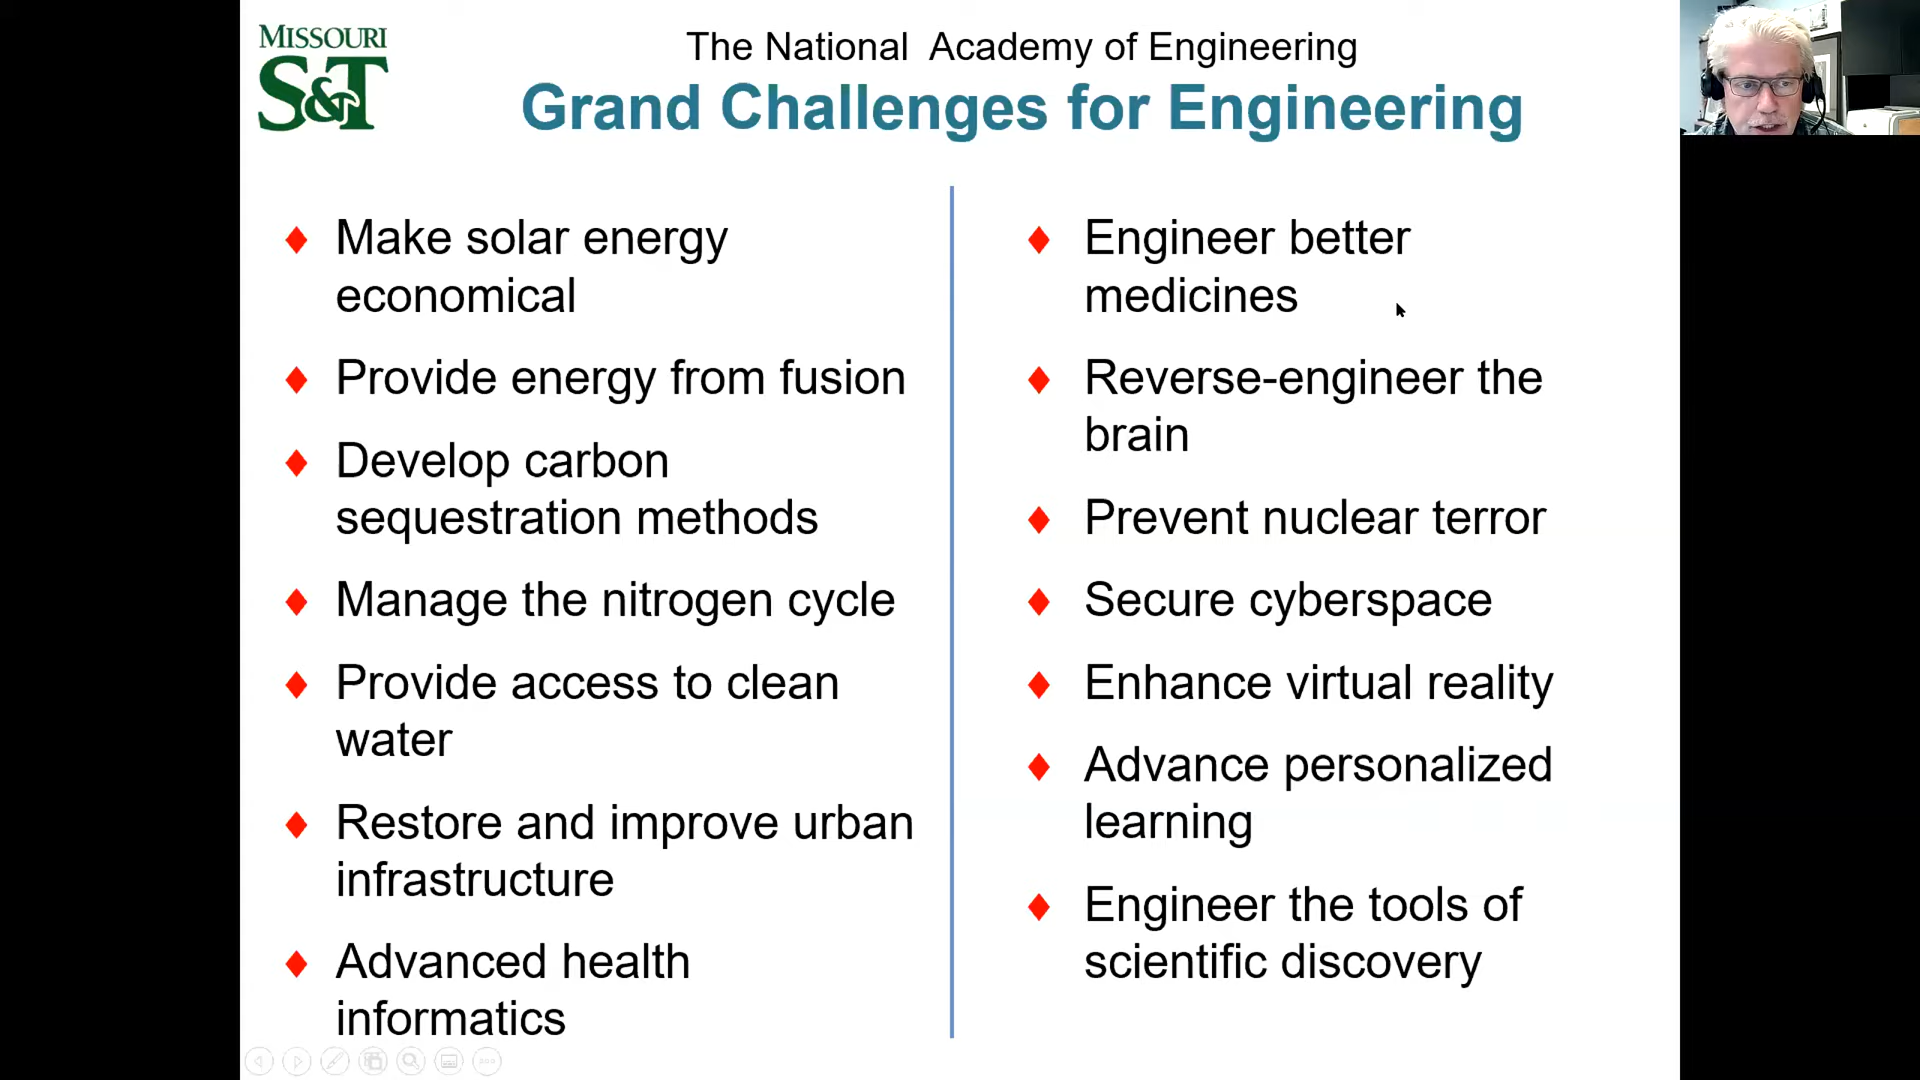 MISSOURI
S&T
The National Academy of Engineering
Grand Challenges for Engineering
Make solar energy
economical
Provide energy from fusion
Develop carbon
sequestration methods
Manage the nitrogen cycle
Provide access to clean
water
Restore and improve urban
infrastructure
Advanced health
informatics
Engineer better
medicines
Reverse-engineer the
brain
Prevent nuclear terror
Secure cyberspace
Enhance virtual reality
Advance personalized
learning
Engineer the tools of
scientific discovery